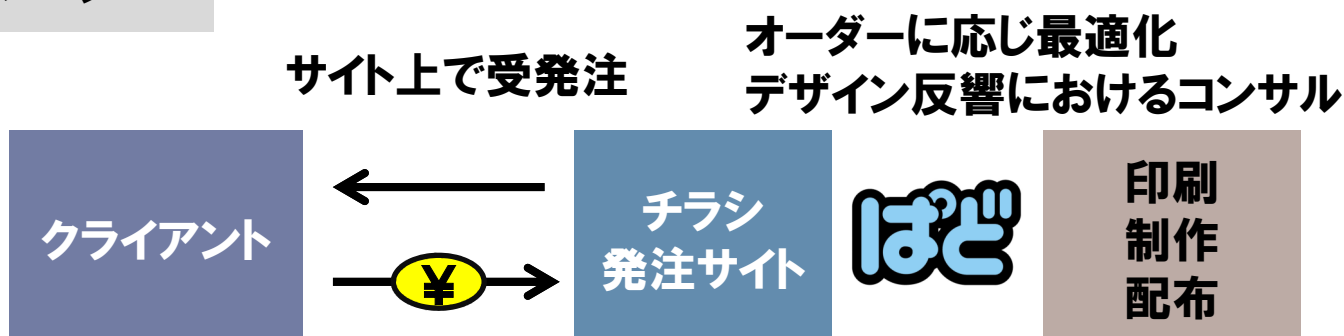 サイト上で受発注
オーダーに応じ最適化
デザイン反響におけるコンサル
クライアント
¥
チラシ
発注サイト
ぱど
印刷
制作
配布